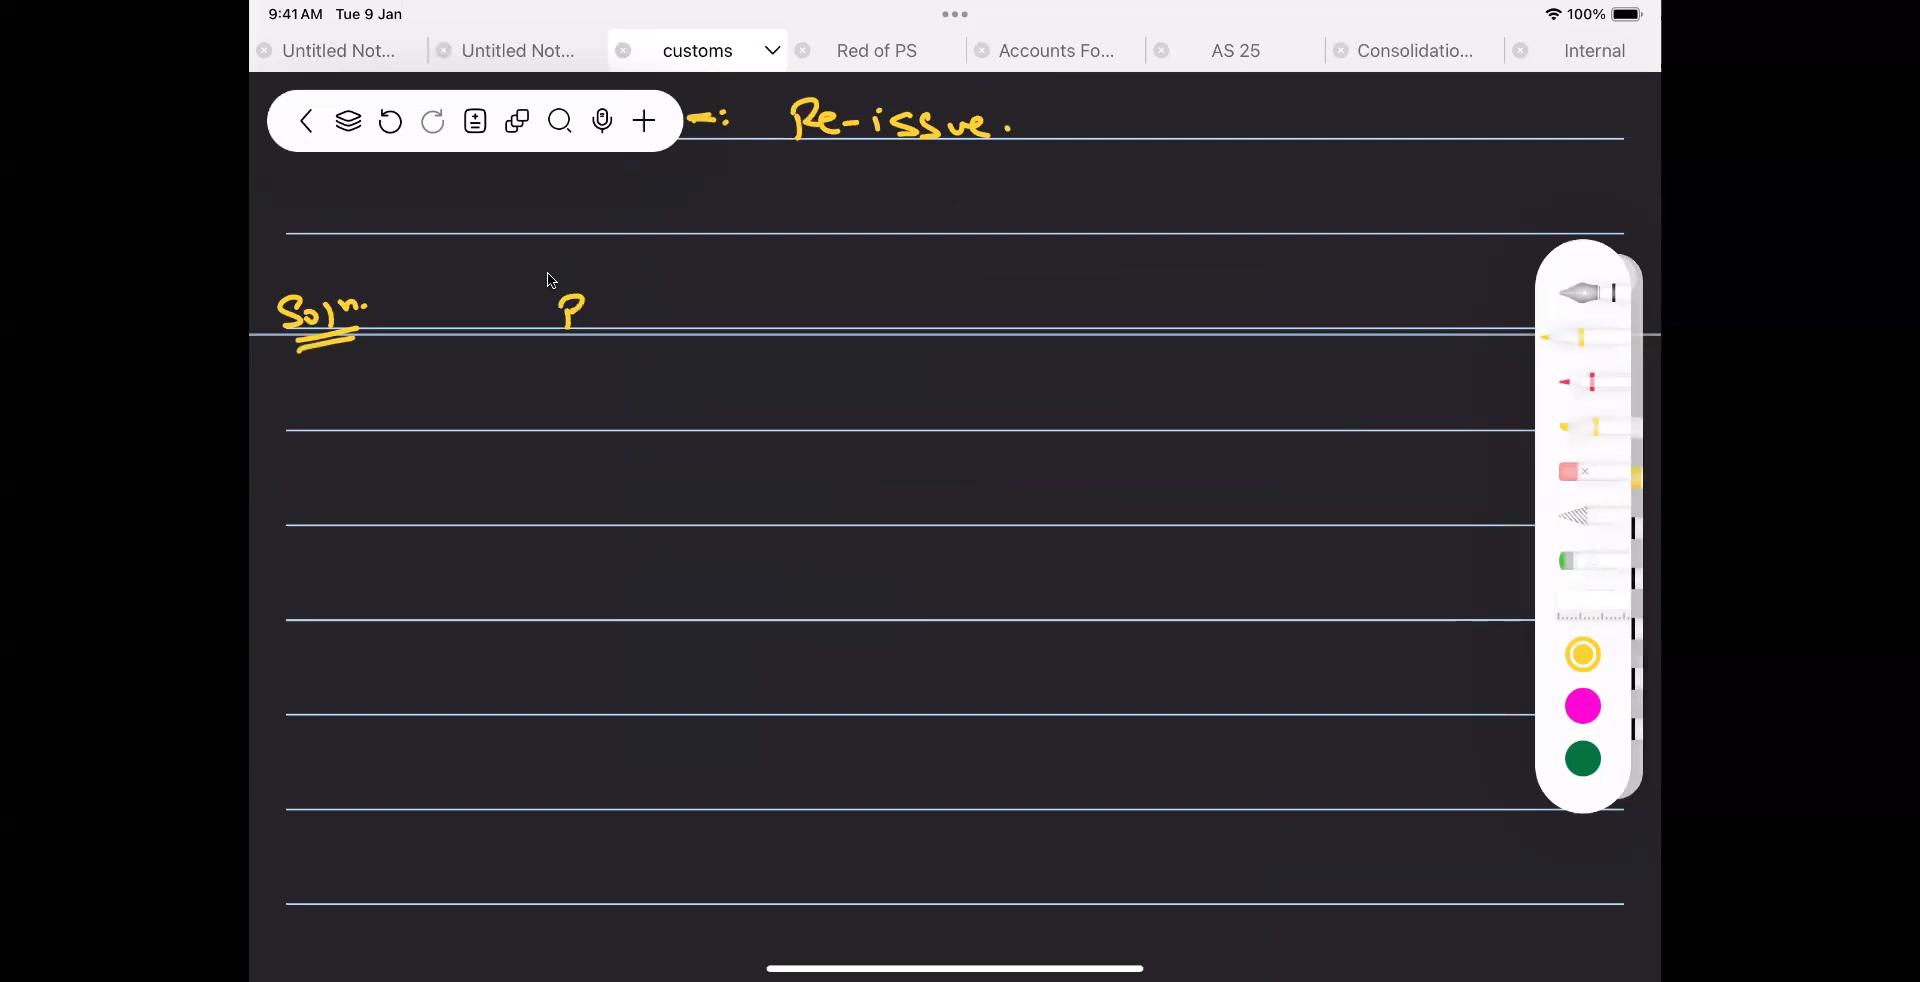 9:41 AM Tue 9 Jan 100%
Untitled Not... Untitled Not... customs Red of PS Accounts Fo... AS 25 Consolidatio... Internal
-: Re-issue.
Solⁿ. P